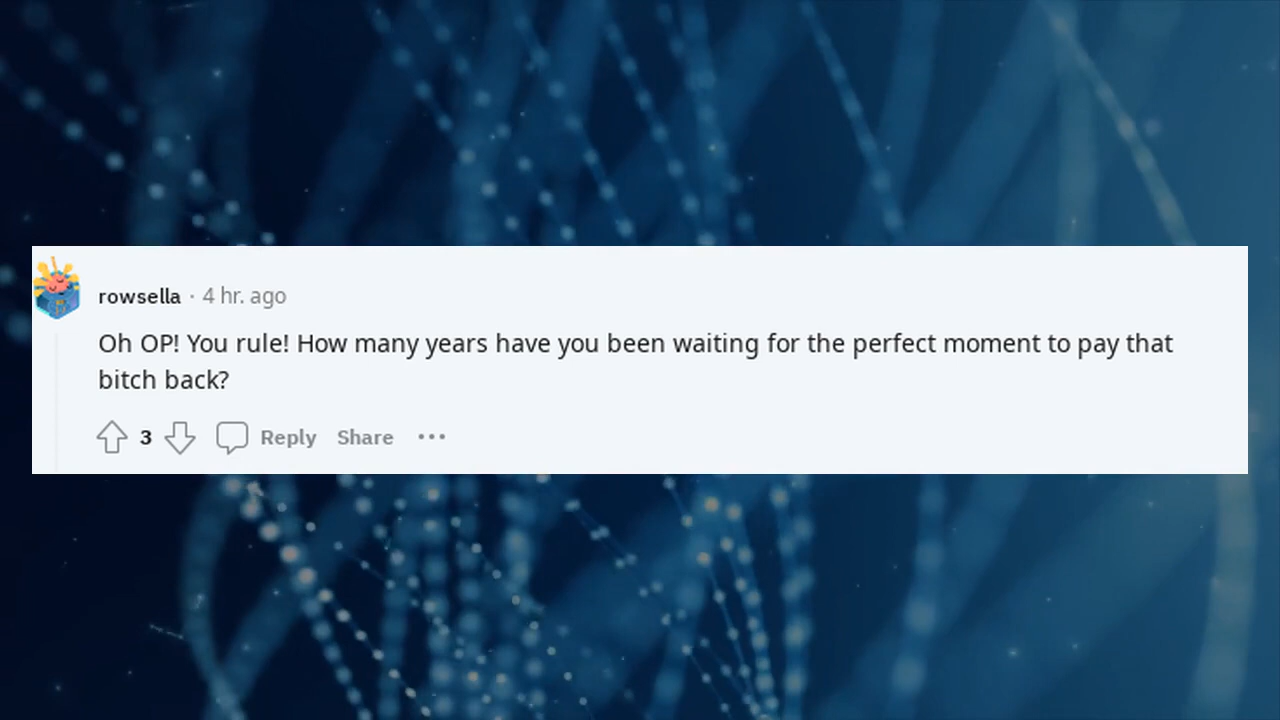 rowsella · 4 hr. ago
Oh OP! You rule! How many years have you been waiting for the perfect moment to pay that
bitch back?
3 Reply Share ···